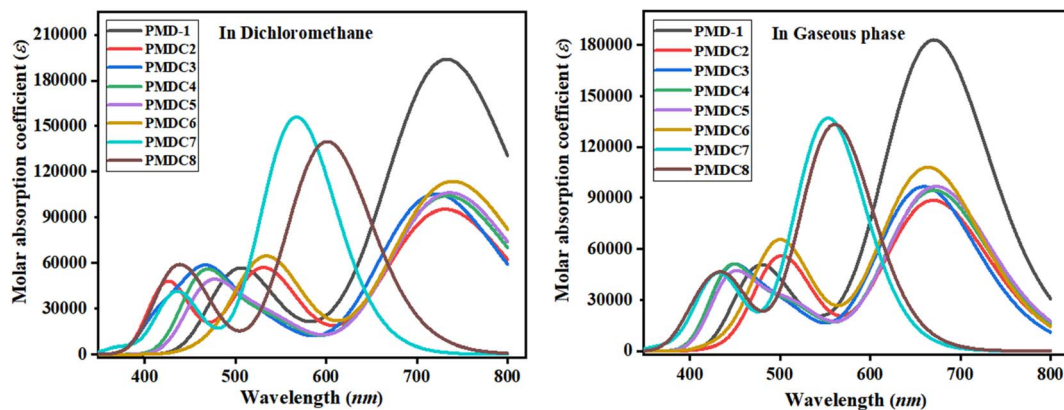 In Dichloromethane
PMD-1
PMDC2
PMDC3
PMDC4
PMDC5
PMDC6
PMDC7
PMDC8
Molar absorption coefficient (ε)
210000
180000
150000
120000
90000
60000
30000
0
400 500 600 700 800
Wavelength (nm)
In Gaseous phase
PMD-1
PMDC2
PMDC3
PMDC4
PMDC5
PMDC6
PMDC7
PMDC8
Molar absorption coefficient (ε)
180000
150000
120000
90000
60000
30000
0
400 500 600 700 800
Wavelength (nm)